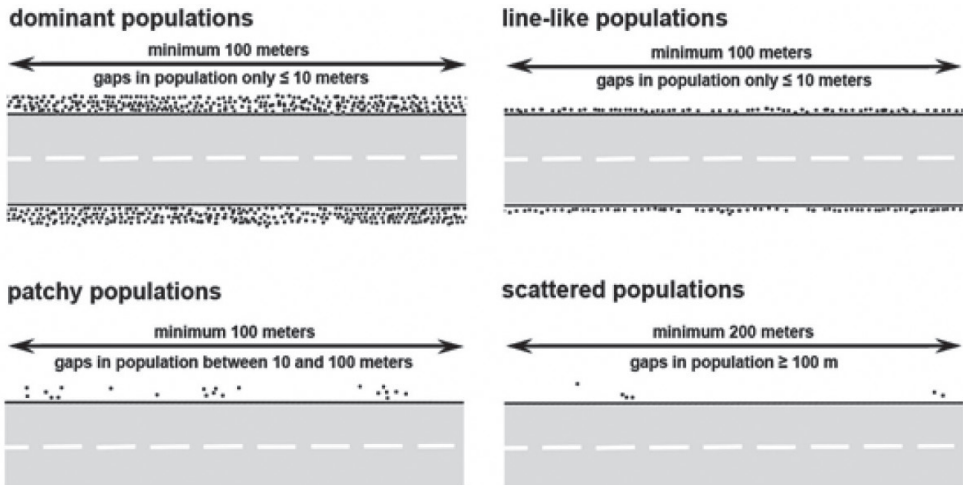 dominant populations
minimum 100 meters
gaps in population only ≤ 10 meters
line-like populations
minimum 100 meters
gaps in population only ≤ 10 meters
patchy populations
minimum 100 meters
gaps in population between 10 and 100 meters
scattered populations
minimum 200 meters
gaps in population ≥ 100 m